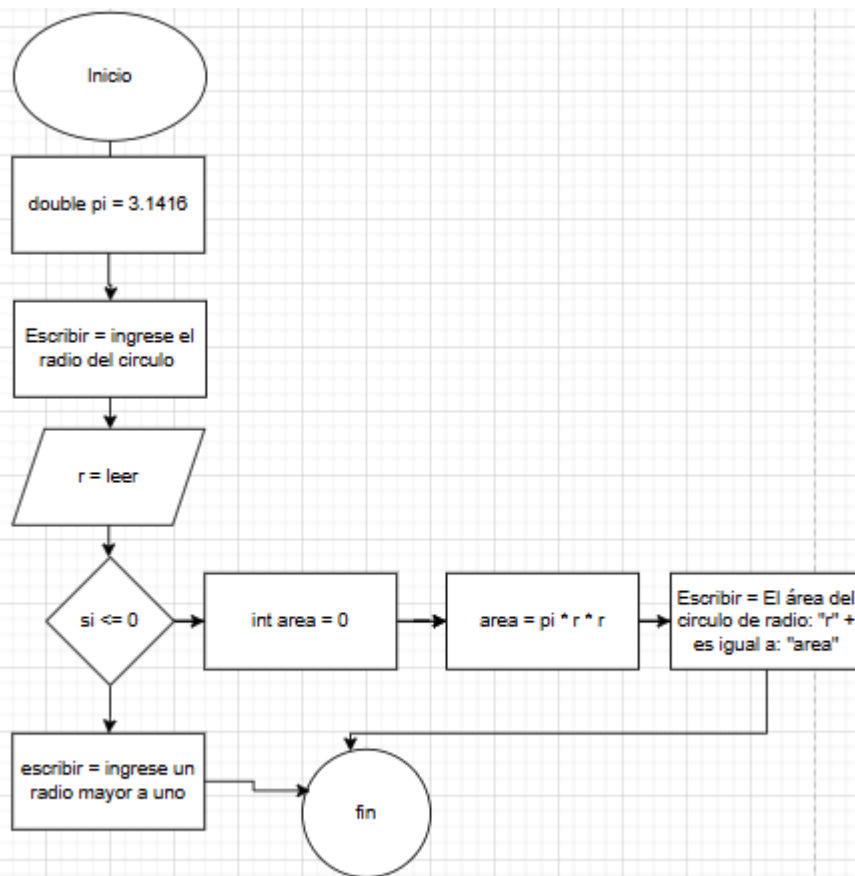 Inicio
double pi = 3.1416
Escribir = ingrese el
radio del circulo
r = leer
si <= 0
int area = 0
area = pi * r * r
Escribir = El área del
circulo de radio: "r" +
es igual a: "area"
escribir = ingrese un
radio mayor a uno
fin